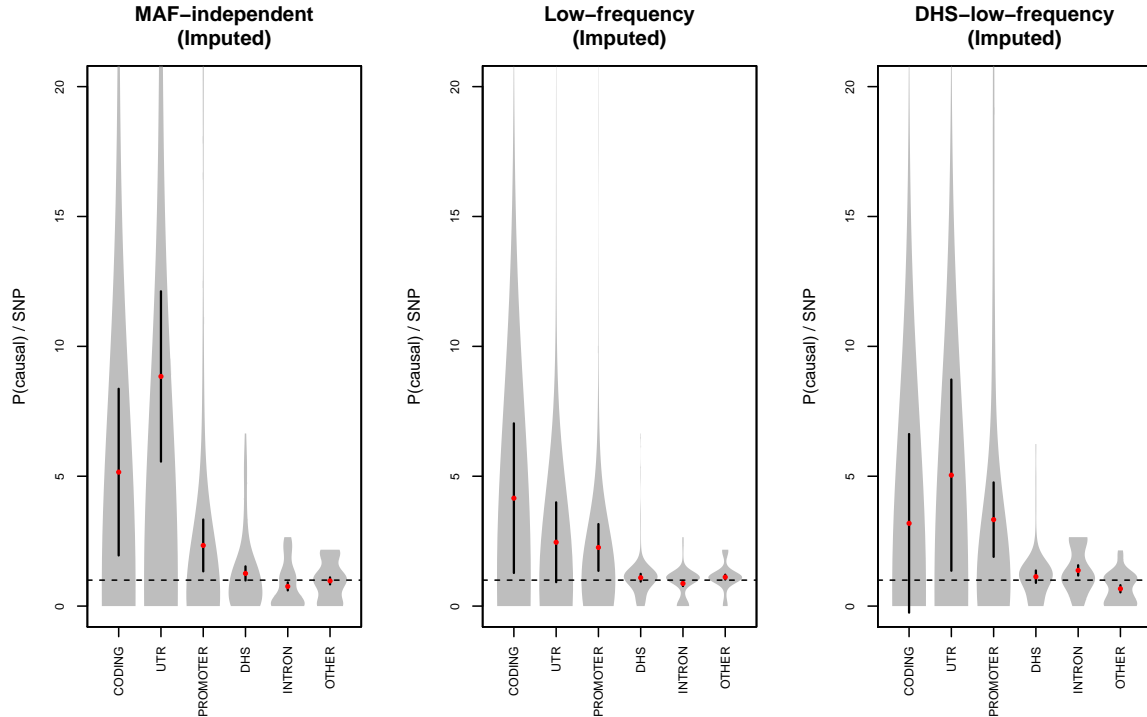 MAF−independent
(Imputed)
P(causal) / SNP
0
5
10
15
20
CODING
UTR
PROMOTER
DHS
INTRON
OTHER
Low−frequency
(Imputed)
P(causal) / SNP
0
5
10
15
20
CODING
UTR
PROMOTER
DHS
INTRON
OTHER
DHS−low−frequency
(Imputed)
P(causal) / SNP
0
5
10
15
20
CODING
UTR
PROMOTER
DHS
INTRON
OTHER